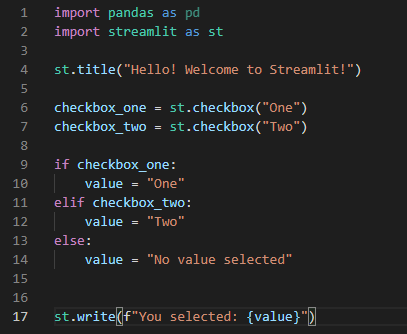 1 import pandas as pd
2 import streamlit as st
3
4 st.title("Hello! Welcome to Streamlit!")
5
6 checkbox_one = st.checkbox("One")
7 checkbox_two = st.checkbox("Two")
8
9 if checkbox_one:
10     value = "One"
11 elif checkbox_two:
12     value = "Two"
13 else:
14     value = "No value selected"
15
16
17 st.write(f"You selected: {value}")